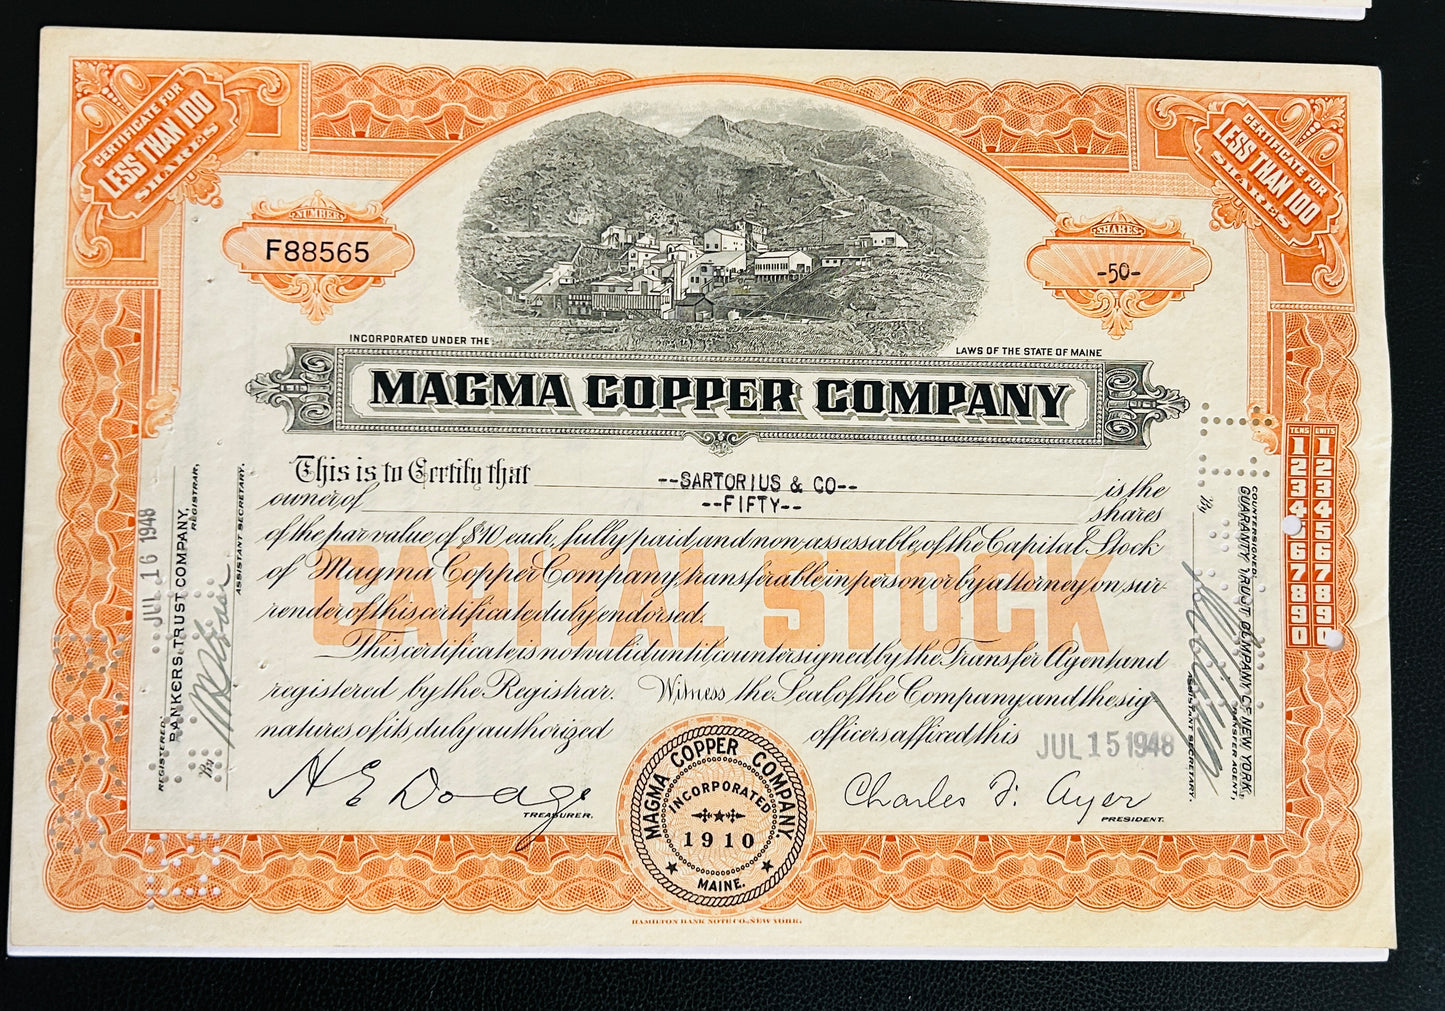 CERTIFICATE FOR
LESS THAN 100
SHARES
CERTIFICATE FOR
LESS THAN 100
SHARES
NUMBER
F88565
SHARES
-50-
INCORPORATED UNDER THE
LAWS OF THE STATE OF MAINE
MAGMA COPPER COMPANY
This is to Certify that --SARTORIUS & CO-- is the
owner of --FIFTY-- shares
of the par value of $10 each, fully paid and non-assessable, of the Capital Stock
of Magma Copper Company, transferable in person or by attorney on sur-
render of this certificate duly endorsed.
CAPITAL STOCK
This certificate is not valid until countersigned by the Transfer Agent and
registered by the Registrar. Witness the Seal of the Company and the sig-
natures of its duly authorized officers affixed this JUL 15 1948
H E Dodge
TREASURER.
Charles F. Ayer
PRESIDENT.
MAGMA COPPER COMPANY
INCORPORATED
1910
MAINE.
HAMILTON BANK NOTE CO., NEW YORK.
REGISTERED:
JUL 16 1948
BANKERS TRUST COMPANY,
REGISTRAR,
By
ASSISTANT SECRETARY.
COUNTERSIGNED:
GUARANTY TRUST COMPANY OF NEW YORK,
TRANSFER AGENT,
By
ASSISTANT SECRETARY.
TENS UNITS
1 1
2 2
3 3
4 4
5
6 6
7 7
8 8
9 9
0 0